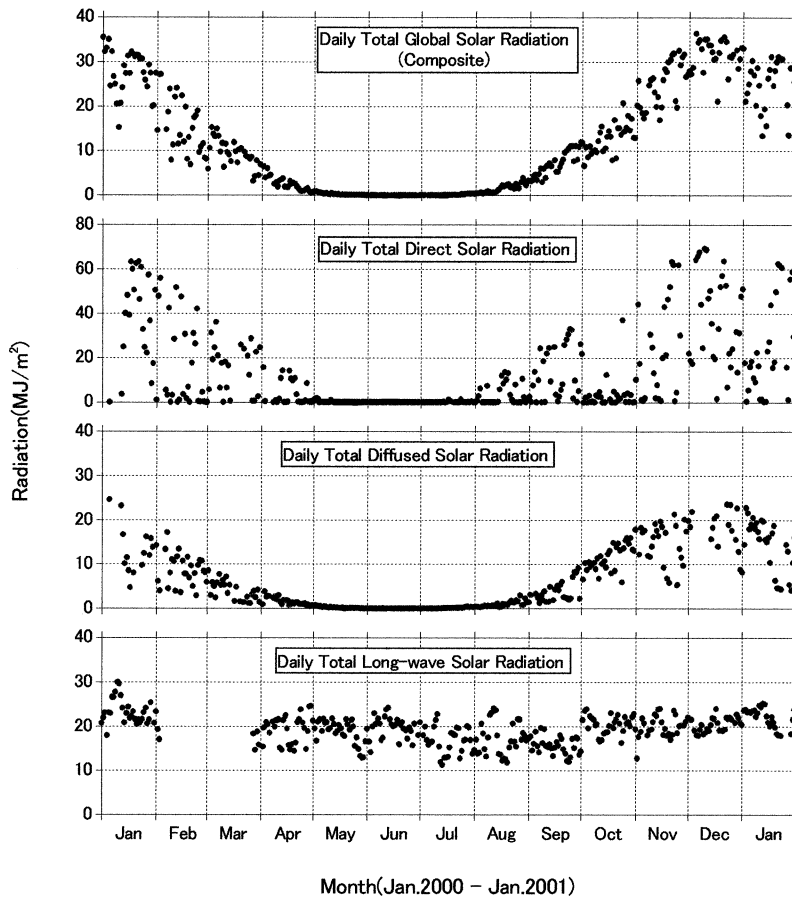 40
30
20
10
0
Daily Total Global Solar Radiation
(Composite)
80
60
40
20
0
Daily Total Direct Solar Radiation
40
30
20
10
0
Daily Total Diffused Solar Radiation
40
30
20
10
0
Daily Total Long-wave Solar Radiation
Radiation(MJ/m²)
Jan Feb Mar Apr May Jun Jul Aug Sep Oct Nov Dec Jan
Month(Jan.2000 - Jan.2001)